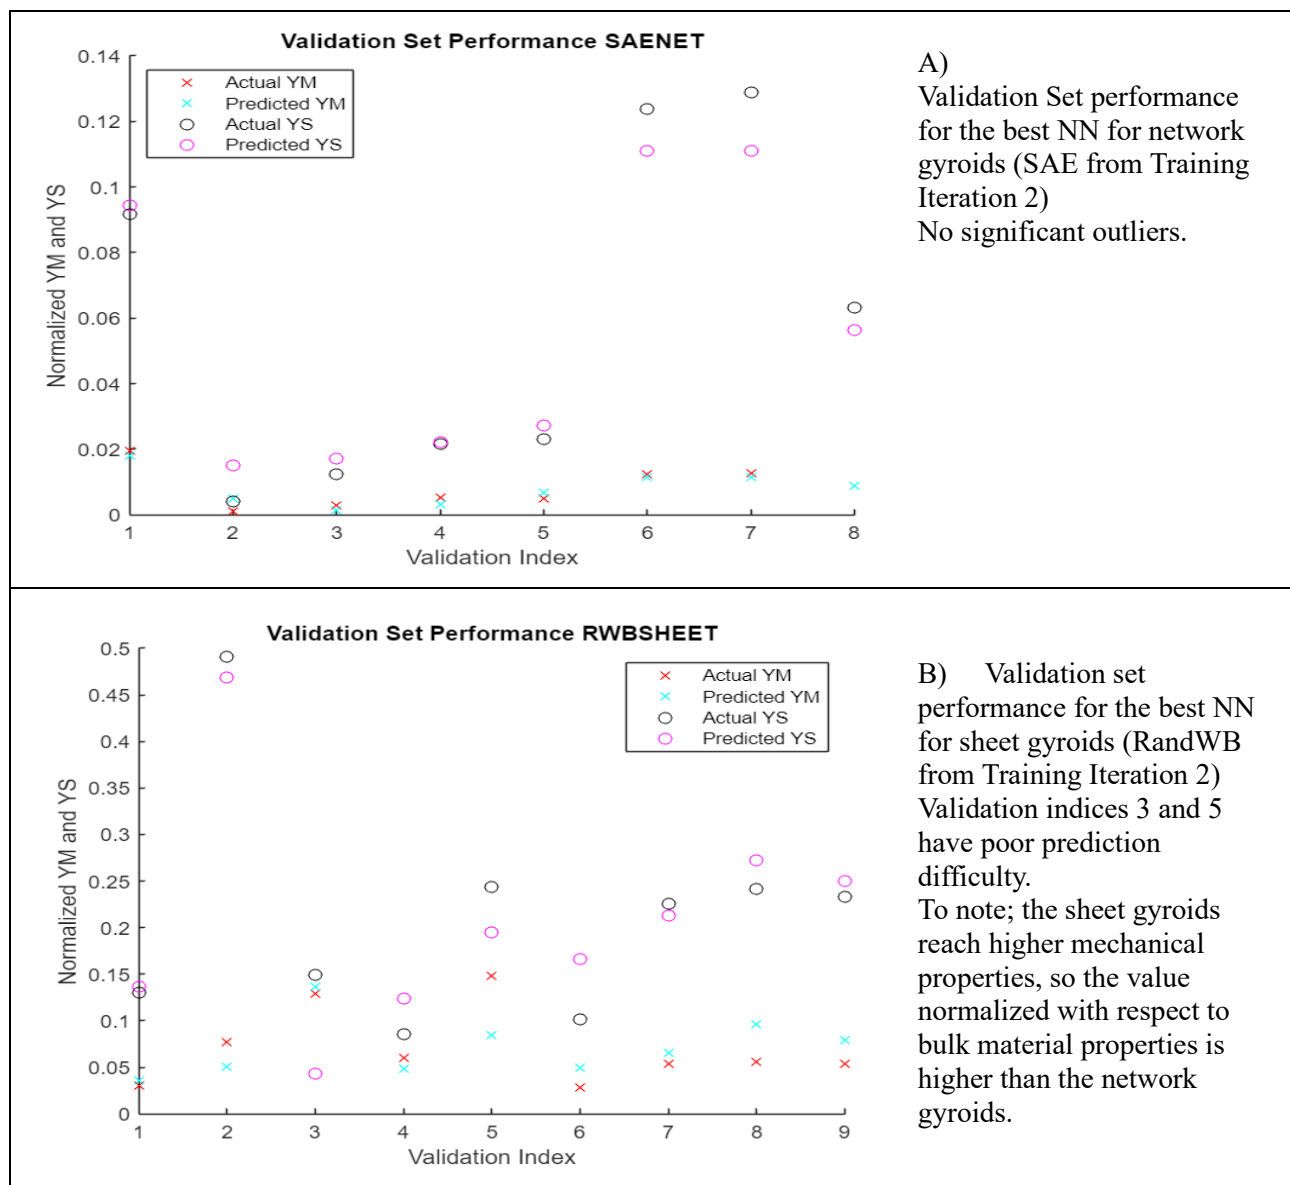 Validation Set Performance SAENET
Actual YM
Predicted YM
Actual YS
Predicted YS
Normalized YM and YS
0.14
0.12
0.1
0.08
0.06
0.04
0.02
0
1 2 3 4 5 6 7 8
Validation Index
A)
Validation Set performance
for the best NN for network
gyroids (SAE from Training
Iteration 2)
No significant outliers.
Validation Set Performance RWBSHEET
Actual YM
Predicted YM
Actual YS
Predicted YS
Normalized YM and YS
0.5
0.45
0.4
0.35
0.3
0.25
0.2
0.15
0.1
0.05
0
1 2 3 4 5 6 7 8 9
Validation Index
B) Validation set
performance for the best NN
for sheet gyroids (RandWB
from Training Iteration 2)
Validation indices 3 and 5
have poor prediction
difficulty.
To note; the sheet gyroids
reach higher mechanical
properties, so the value
normalized with respect to
bulk material properties is
higher than the network
gyroids.